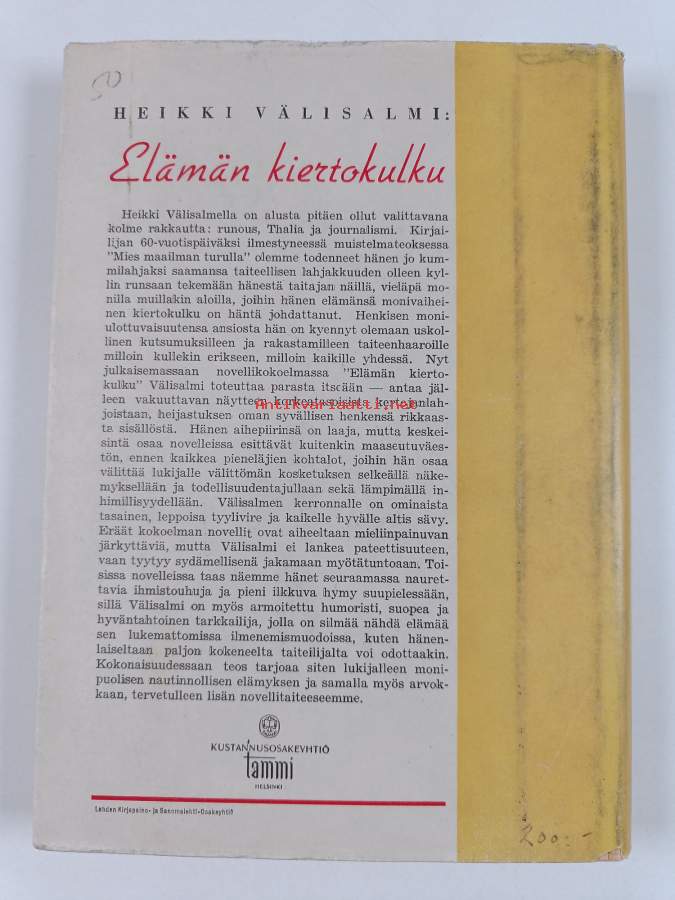 HEIKKI VÄLISALMI:
Elämän kiertokulku
Heikki Välisalmella on alusta pitäen ollut valittavana
kolme rakkautta: runous, Thalia ja journalismi. Kirjai-
lijan 60-vuotispäiväksi ilmestyneessä muistelmateoksessa
"Mies maailman turulla" olemme todenneet hänen jo kum-
milahjaksi saamansa taiteellisen lahjakkuuden olleen kyl-
lin runsaan tekemään hänestä taitajan näillä, vieläpä mo-
nilla muillakin aloilla, joihin hänen elämänsä monivaihei-
nen kiertokulku on häntä johdattanut. Henkisen moni-
ulottuvaisuutensa ansiosta hän on kyennyt olemaan uskol-
linen kutsumuksilleen ja rakastamilleen taiteenhaaroille
milloin kullekin erikseen, milloin kaikille yhdessä. Nyt
julkaisemassaan novellikokoelmassa "Elämän kierto-
kulku" Välisalmi toteuttaa parasta itseään — antaa jäl-
leen vakuuttavan näytteen korkeatasoisista kertojanlah-
Antikvariaatti.net
joistaan, heijastuksen oman syvällisen henkensä rikkaas-
ta sisällöstä. Hänen aihepiirinsä on laaja, mutta keskei-
sintä osaa novelleissa esittävät kuitenkin maaseutuväes-
tön, ennen kaikkea pieneläjien kohtalot, joihin hän osaa
välittää lukijalle välittömän kosketuksen selkeällä näke-
myksellään ja todellisuudentajullaan sekä lämpimällä in-
himillisyydellään. Välisalmen kerronnalle on ominaista
tasainen, leppoisa tyylivire ja kaikelle hyvälle altis sävy.
Eräät kokoelman novellit ovat aiheeltaan mieliinpainuvan
järkyttäviä, mutta Välisalmi ei lankea pateettisuuteen,
vaan tyytyy sydämellisenä jakamaan myötätuntoaan. Toi-
sissa novelleissa taas näemme hänet seuraamassa nauret-
tavia ihmistouhuja ja pieni ilkkuva hymy suupielessään,
sillä Välisalmi on myös armoitettu humoristi, suopea ja
hyväntahtoinen tarkkailija, jolla on silmää nähdä elämää
sen lukemattomissa ilmenemismuodoissa, kuten hänen-
laiseltaan paljon kokeneelta taiteilijalta voi odottaakin.
Kokonaisuudessaan teos tarjoaa siten lukijalleen moni-
puolisen nautinnollisen elämyksen ja samalla myös arvok-
kaan, tervetulleen lisän novellitaiteeseemme.
KUSTANNUSOSAKEYHTIÖ
tammi
HELSINKI
Lahden Kirjapaino- ja Sanomalehti-Osakeyhtiö
200:-